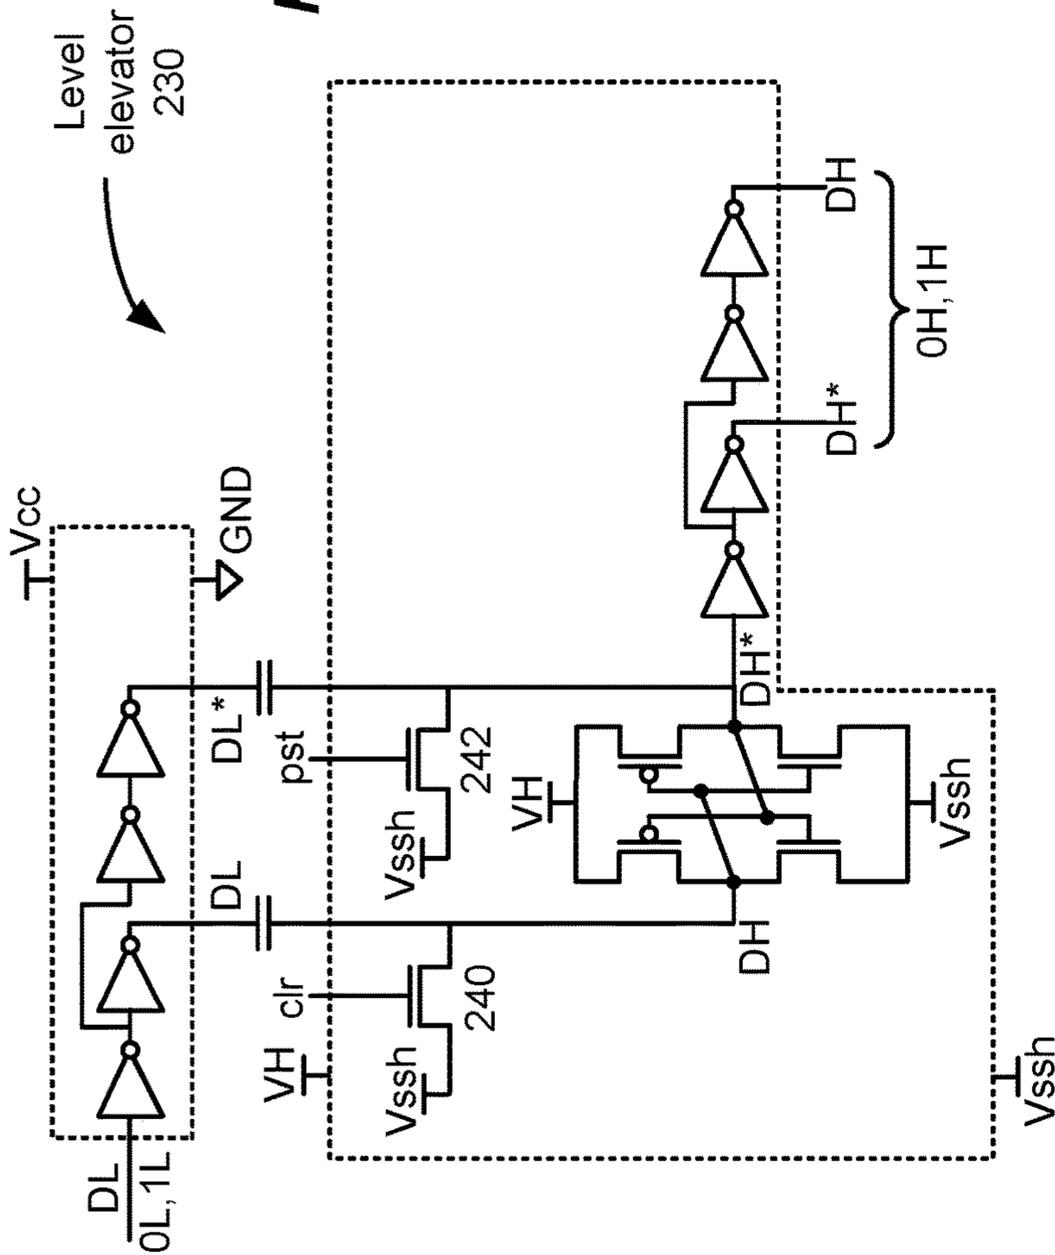 Vcc
Level
elevator
230
DL
0L,1L
DL
DL*
GND
VH
clr
pst
Vssh
Vssh
240
242
VH
DH
DH*
DH*
DH
0H,1H
Vssh
Vssh